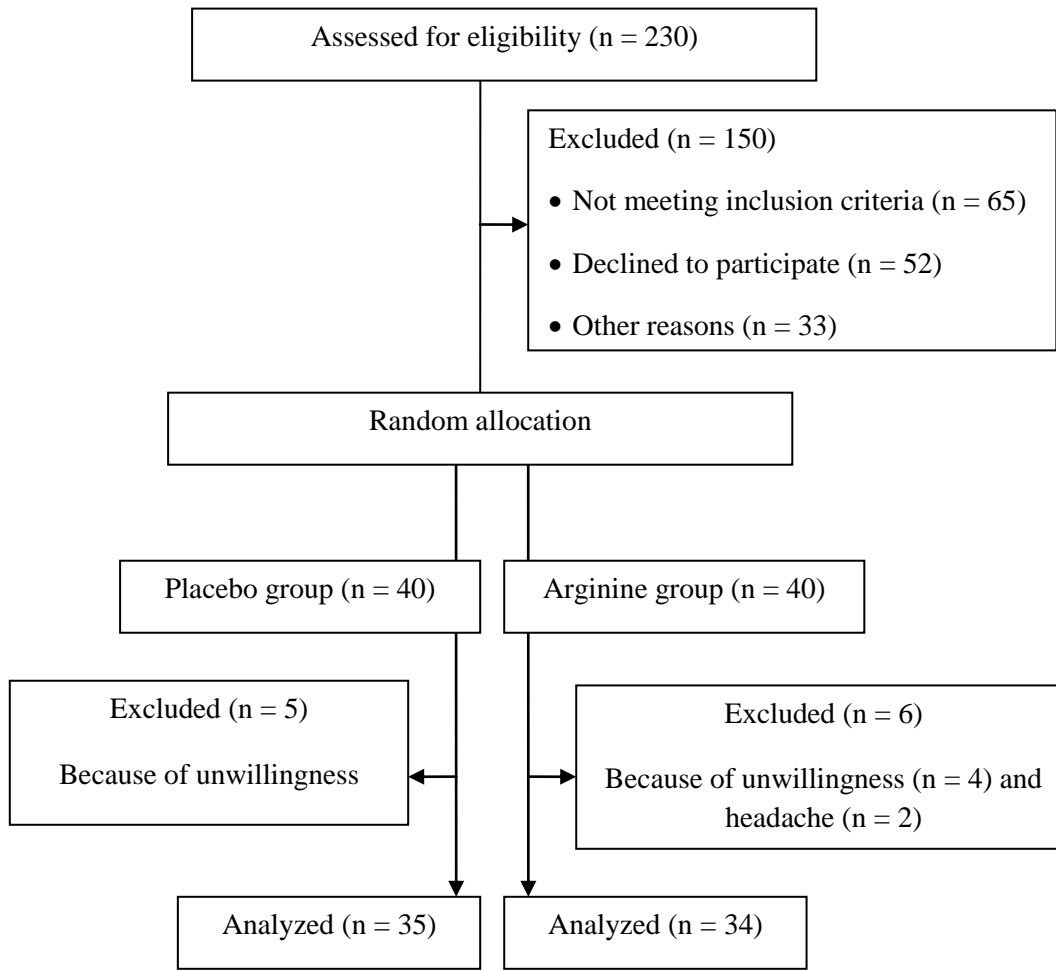 Assessed for eligibility (n = 230)
Excluded (n = 150)
• Not meeting inclusion criteria (n = 65)
• Declined to participate (n = 52)
• Other reasons (n = 33)
Random allocation
Placebo group (n = 40)
Arginine group (n = 40)
Excluded (n = 5)
Because of unwillingness
Excluded (n = 6)
Because of unwillingness (n = 4) and
headache (n = 2)
Analyzed (n = 35)
Analyzed (n = 34)